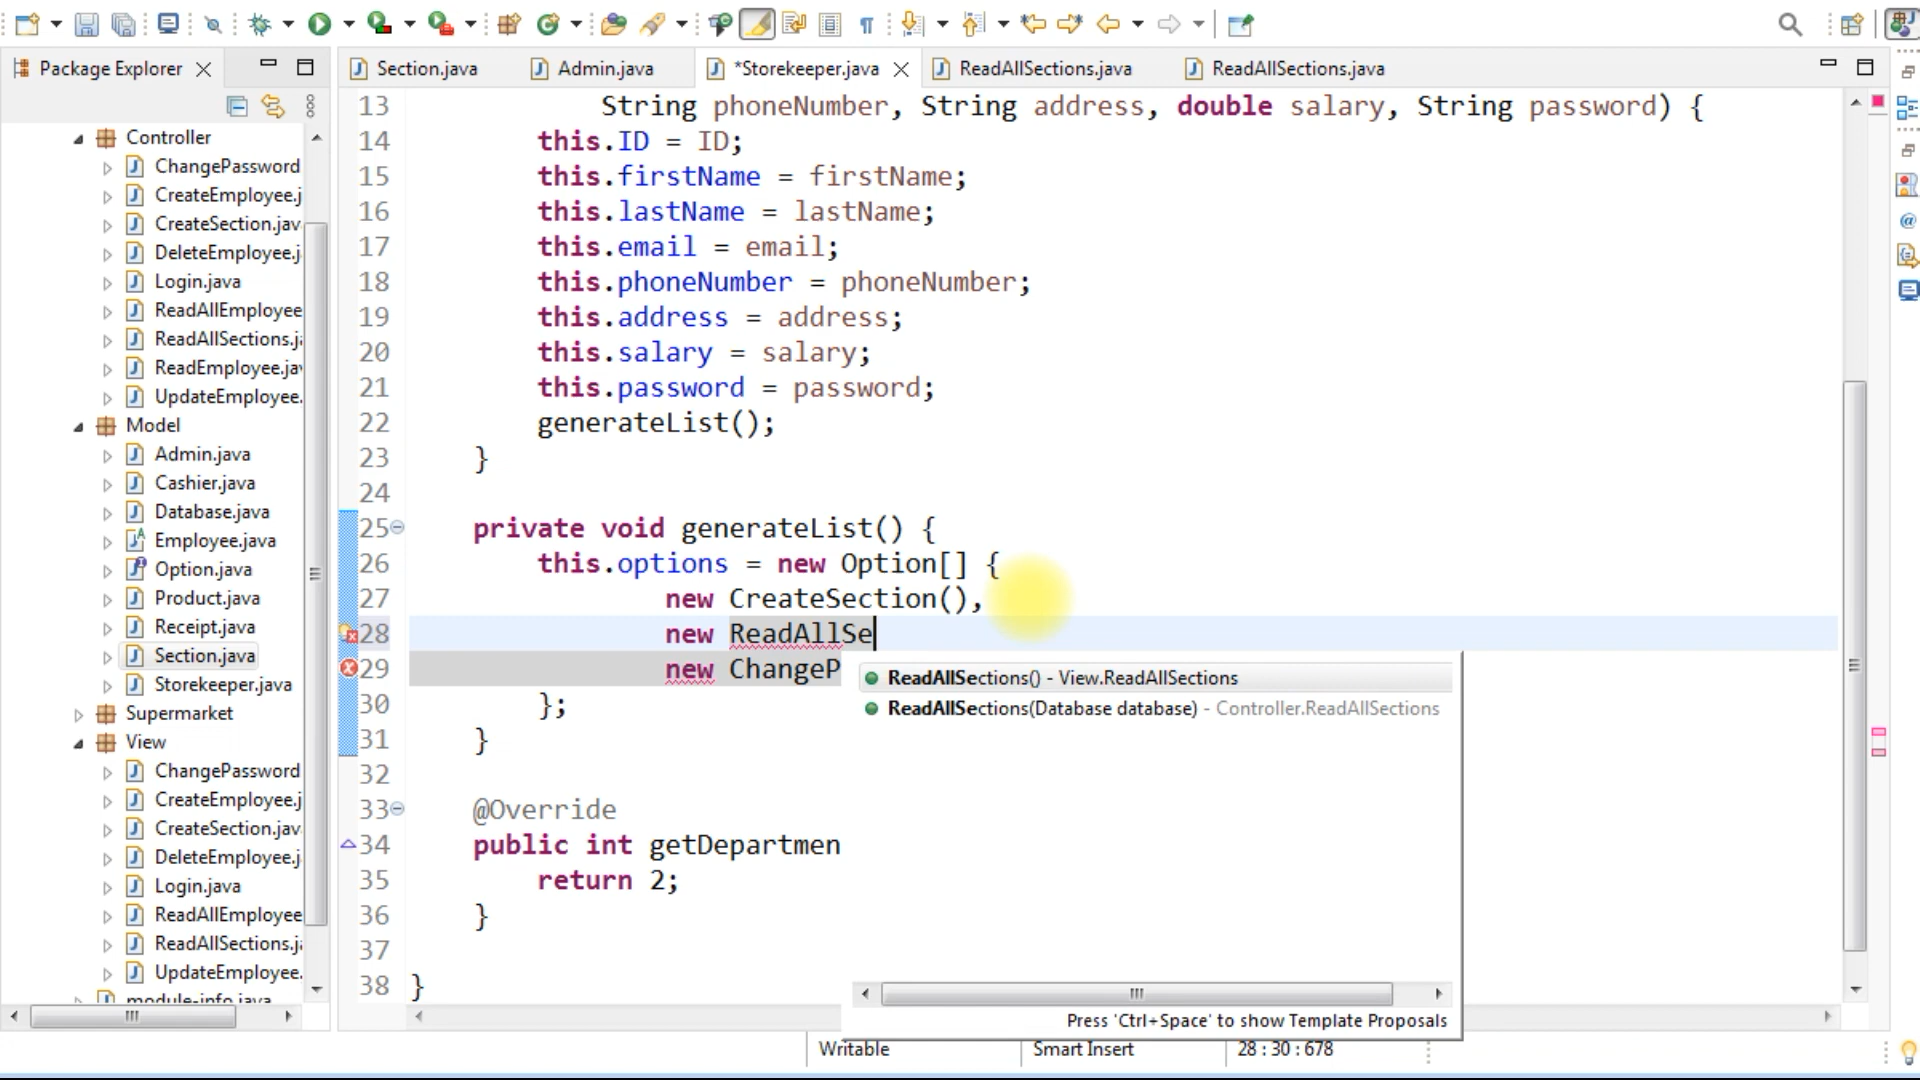 Package Explorer
Section.java
Admin.java
*Storekeeper.java
ReadAllSections.java
ReadAllSections.java
Controller
ChangePassword
CreateEmployee.j
CreateSection.jav
DeleteEmployee.j
Login.java
ReadAllEmployee
ReadAllSections.ja
ReadEmployee.jav
UpdateEmployee.
Model
Admin.java
Cashier.java
Database.java
Employee.java
Option.java
Product.java
Receipt.java
Section.java
Storekeeper.java
Supermarket
View
ChangePassword
CreateEmployee.j
CreateSection.jav
DeleteEmployee.j
Login.java
ReadAllEmployee
ReadAllSections.ja
UpdateEmployee.
module-info.java
13 String phoneNumber, String address, double salary, String password) {
14 this.ID = ID;
15 this.firstName = firstName;
16 this.lastName = lastName;
17 this.email = email;
18 this.phoneNumber = phoneNumber;
19 this.address = address;
20 this.salary = salary;
21 this.password = password;
22 generateList();
23 }
24
25 private void generateList() {
26 this.options = new Option[] {
27 new CreateSection(),
28 new ReadAllSe
29 new ChangeP
30 };
31 }
32
33 @Override
34 public int getDepartmen
35 return 2;
36 }
37
38 }
ReadAllSections() - View.ReadAllSections
ReadAllSections(Database database) - Controller.ReadAllSections
Press 'Ctrl+Space' to show Template Proposals
Writable
Smart Insert
28 : 30 : 678